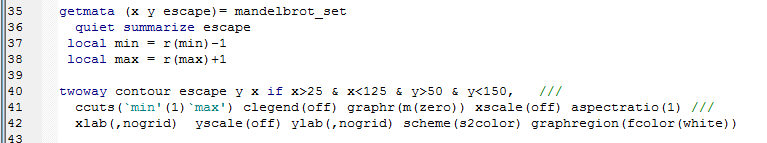 35 getmata (x y escape)= mandelbrot_set
36 quiet summarize escape
37 local min = r(min)-1
38 local max = r(max)+1
39
40 twoway contour escape y x if x>25 & x<125 & y>50 & y<150, ///
41 ccuts(`min'(1)`max') clegend(off) graphr(m(zero)) xscale(off) aspectratio(1) ///
42 xlab(,nogrid) yscale(off) ylab(,nogrid) scheme(s2color) graphregion(fcolor(white))
43